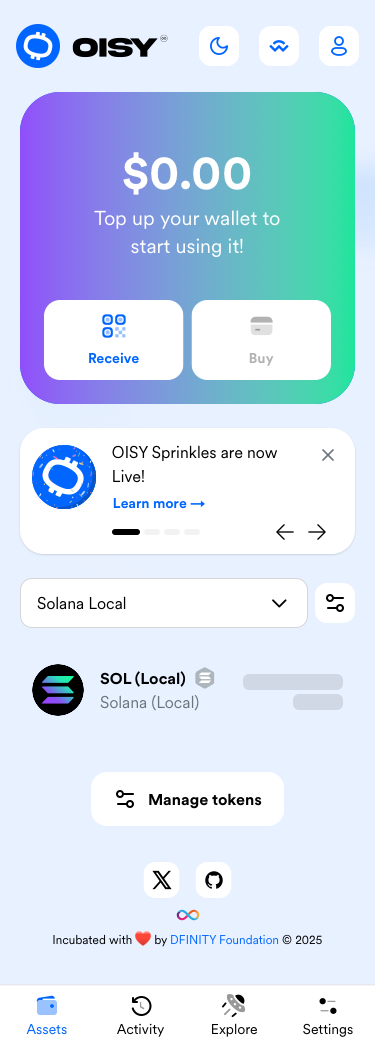 OISY
$0.00
Top up your wallet to
start using it!
Receive
Buy
OISY Sprinkles are now
Live!
Learn more →
Solana Local
SOL (Local)
Solana (Local)
Manage tokens
Incubated with ❤️ by DFINITY Foundation © 2025
Assets
Activity
Explore
Settings